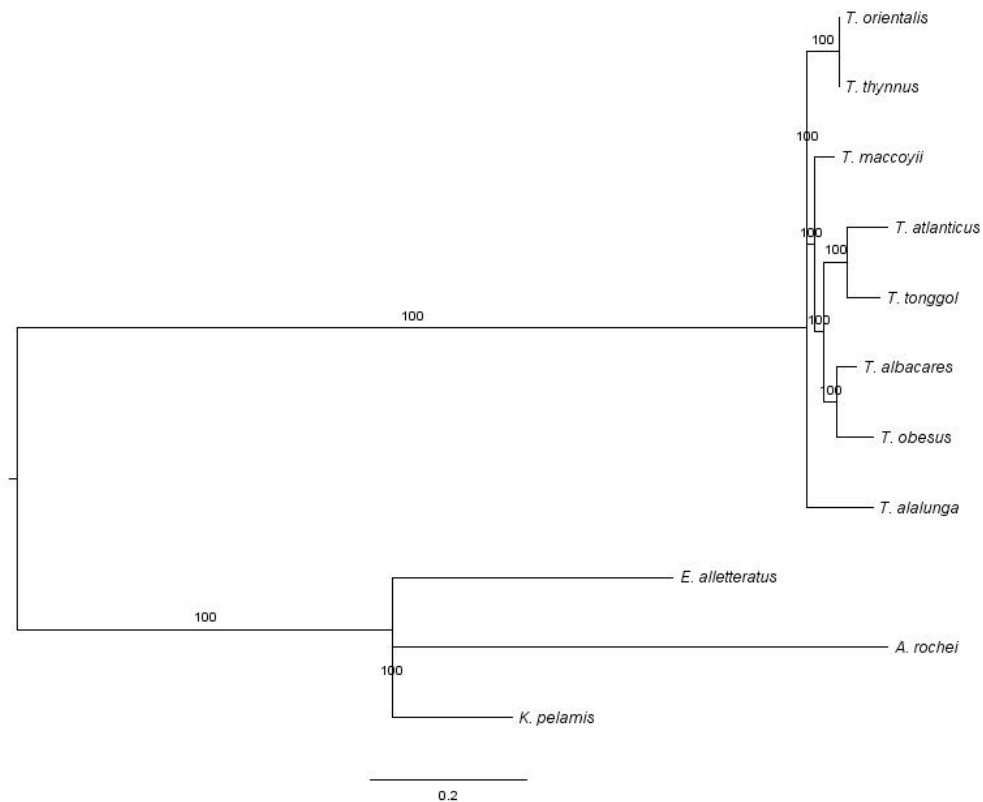 T. orientalis
100
T. thynnus
100
T. maccoyii
T. atlanticus
100
100
T. tonggol
100
100
T. albacares
100
T. obesus
T. alalunga
E. alletteratus
100
A. rochei
100
K. pelamis
0.2